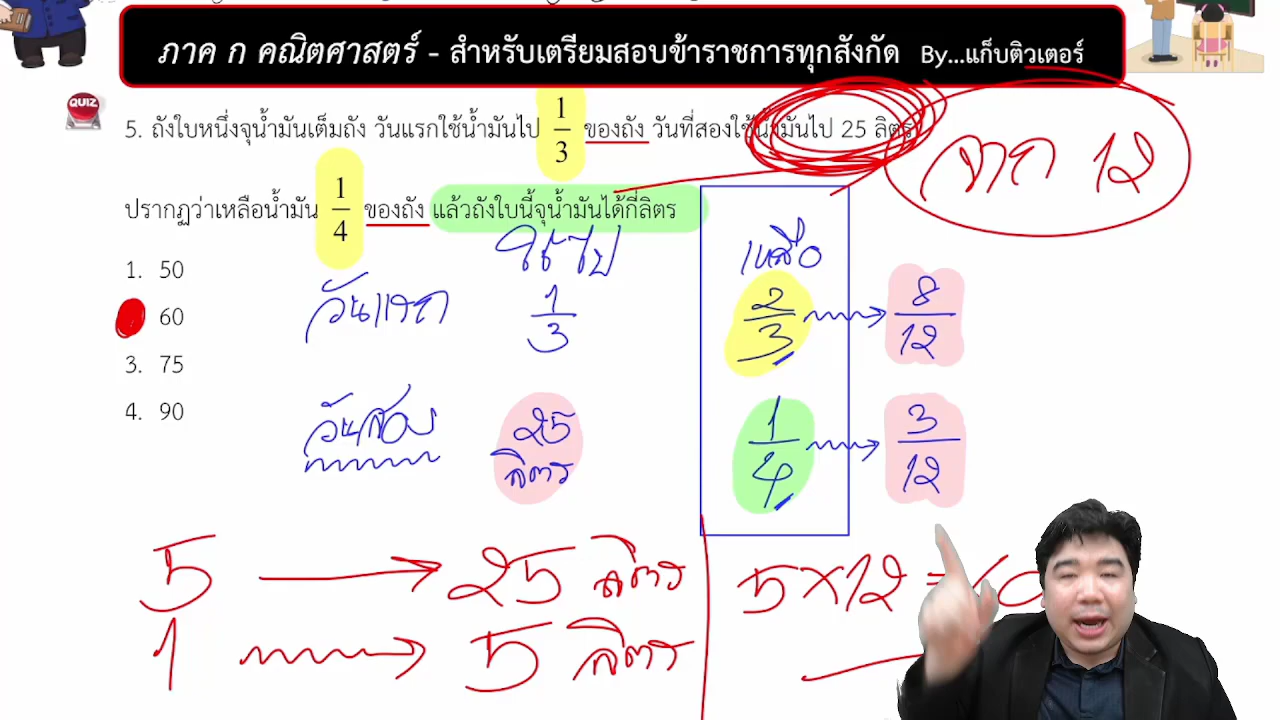 ภาค ก คณิตศาสตร์ - สำหรับเตรียมสอบข้าราชการทุกสังกัด By...แก็บติวเตอร์
QUIZ
5. ถังใบหนึ่งจุน้ำมันเต็มถัง วันแรกใช้น้ำมันไป 1/3 ของถัง วันที่สองใช้น้ำมันไป 25 ลิตร
จาก 12
ปรากฏว่าเหลือน้ำมัน 1/4 ของถัง แล้วถังใบนี้จุน้ำมันได้กี่ลิตร
ใช้ไป เหลือ
1. 50
วันแรก 1/3 2/3 8/12
60
3. 75
4. 90
วันสอง 25 ลิตร 1/4 3/12
5 → 25 ลิตร 5×12 = 60
1 → 5 ลิตร